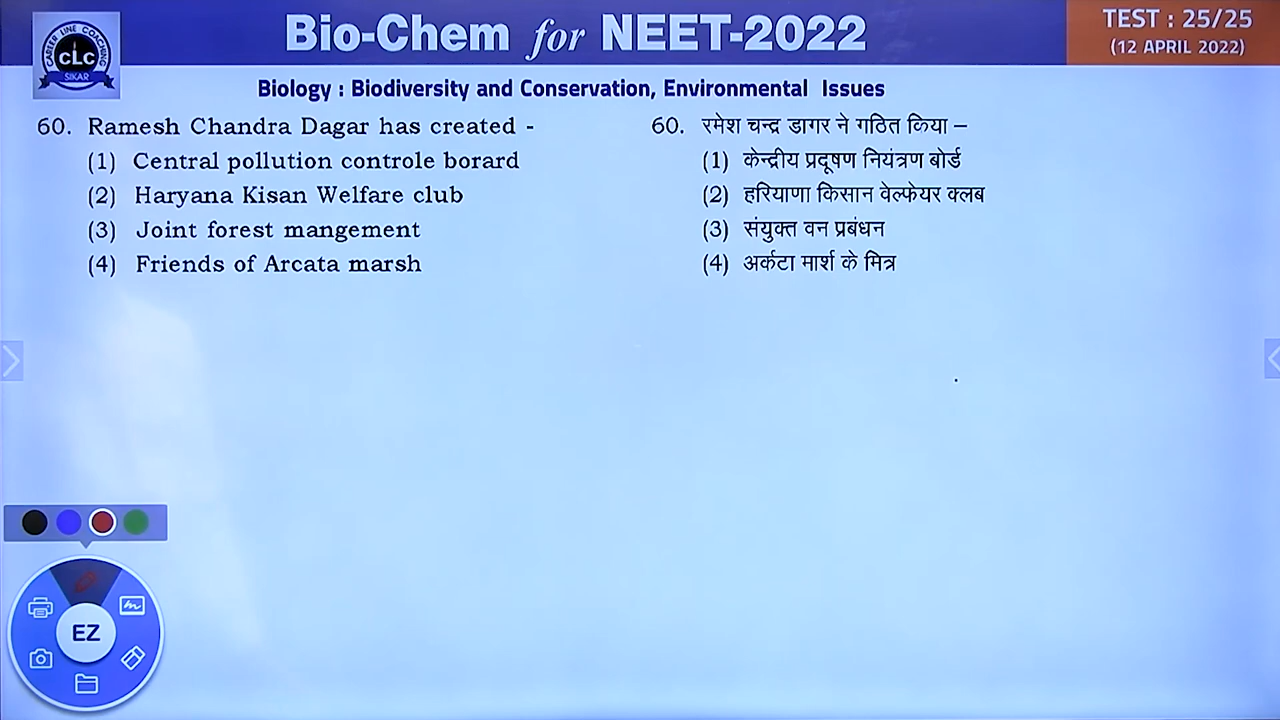 Bio-Chem for NEET-2022
TEST : 25/25
(12 APRIL 2022)
CAREER LINE COACHING
CLC
SIKAR
Biology : Biodiversity and Conservation, Environmental Issues
60. Ramesh Chandra Dagar has created -
(1) Central pollution controle borard
(2) Haryana Kisan Welfare club
(3) Joint forest mangement
(4) Friends of Arcata marsh
60. रमेश चन्द्र डागर ने गठित किया –
(1) केन्द्रीय प्रदूषण नियंत्रण बोर्ड
(2) हरियाणा किसान वेल्फेयर क्लब
(3) संयुक्त वन प्रबंधन
(4) अर्कटा मार्श के मित्र
EZ